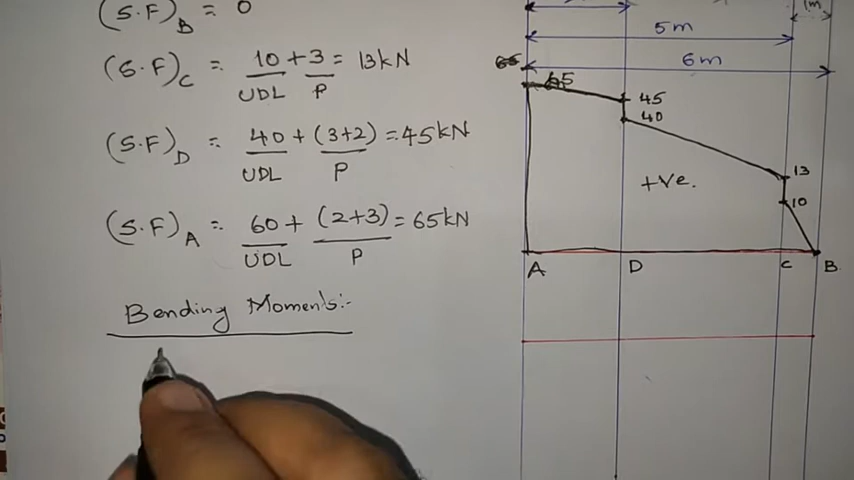 (S.F)B = 0
(S.F)C = 10 + 3 = 13kN
UDL P
(S.F)D = 40 + (3+2) = 45kN
UDL P
(S.F)A = 60 + (2+3) = 65kN
UDL P
Bending Moments:-
5m
6m
65
45
40
+ve.
13
10
A D C B